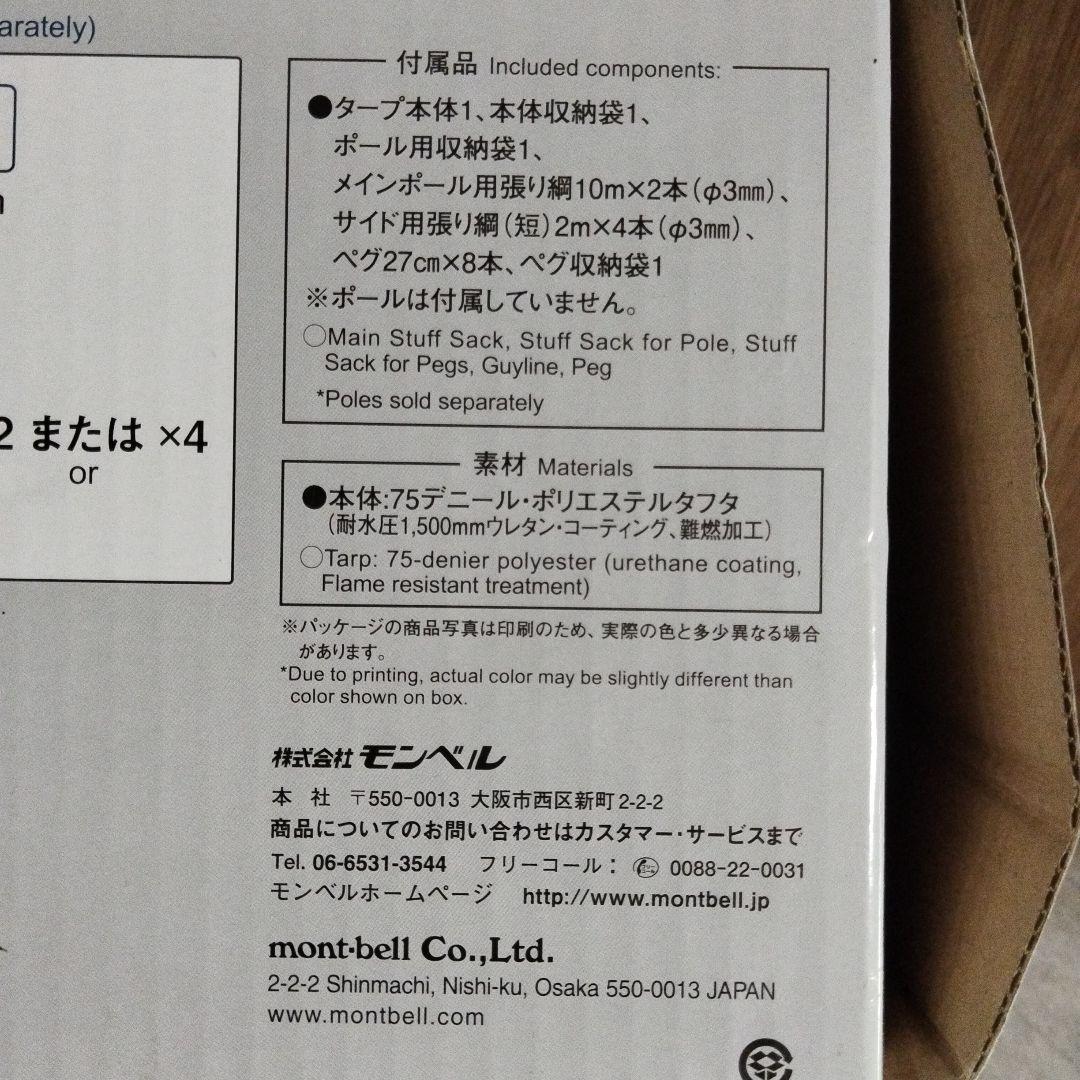 arately)
付属品 Included components:
●タープ本体1、本体収納袋1、
ポール用収納袋1、
メインポール用張り綱10m×2本(φ3㎜)、
サイド用張り綱(短)2m×4本(φ3㎜)、
ペグ27㎝×8本、ペグ収納袋1
※ポールは付属していません。
○Main Stuff Sack, Stuff Sack for Pole, Stuff
Sack for Pegs, Guyline, Peg
*Poles sold separately
2 または ×4
or
素材 Materials
●本体:75デニール・ポリエステルタフタ
(耐水圧1,500mmウレタン・コーティング、難燃加工)
○Tarp: 75-denier polyester (urethane coating,
Flame resistant treatment)
※パッケージの商品写真は印刷のため、実際の色と多少異なる場合
があります。
*Due to printing, actual color may be slightly different than
color shown on box.
株式会社 モンベル
本 社 〒550-0013 大阪市西区新町2-2-2
商品についてのお問い合わせはカスタマー・サービスまで
Tel. 06-6531-3544 フリーコール: 0088-22-0031
モンベルホームページ http://www.montbell.jp
mont-bell Co.,Ltd.
2-2-2 Shinmachi, Nishi-ku, Osaka 550-0013 JAPAN
www.montbell.com